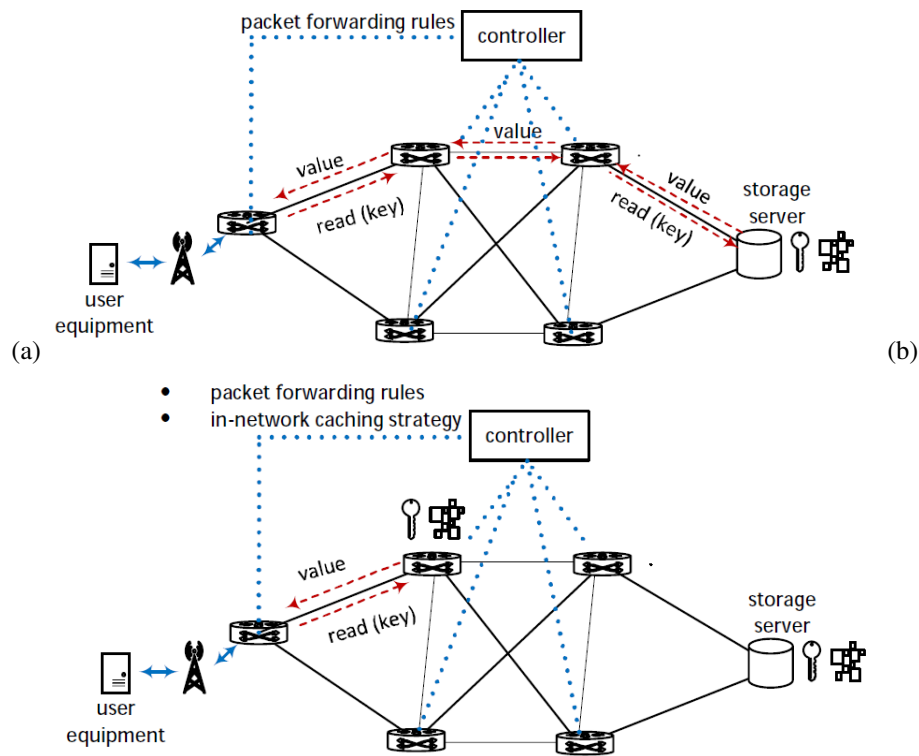 packet forwarding rules
controller
value
value
read (key)
value
read (key)
storage
server
user
equipment
(a)
(b)
• packet forwarding rules
• in-network caching strategy
controller
value
read (key)
storage
server
user
equipment